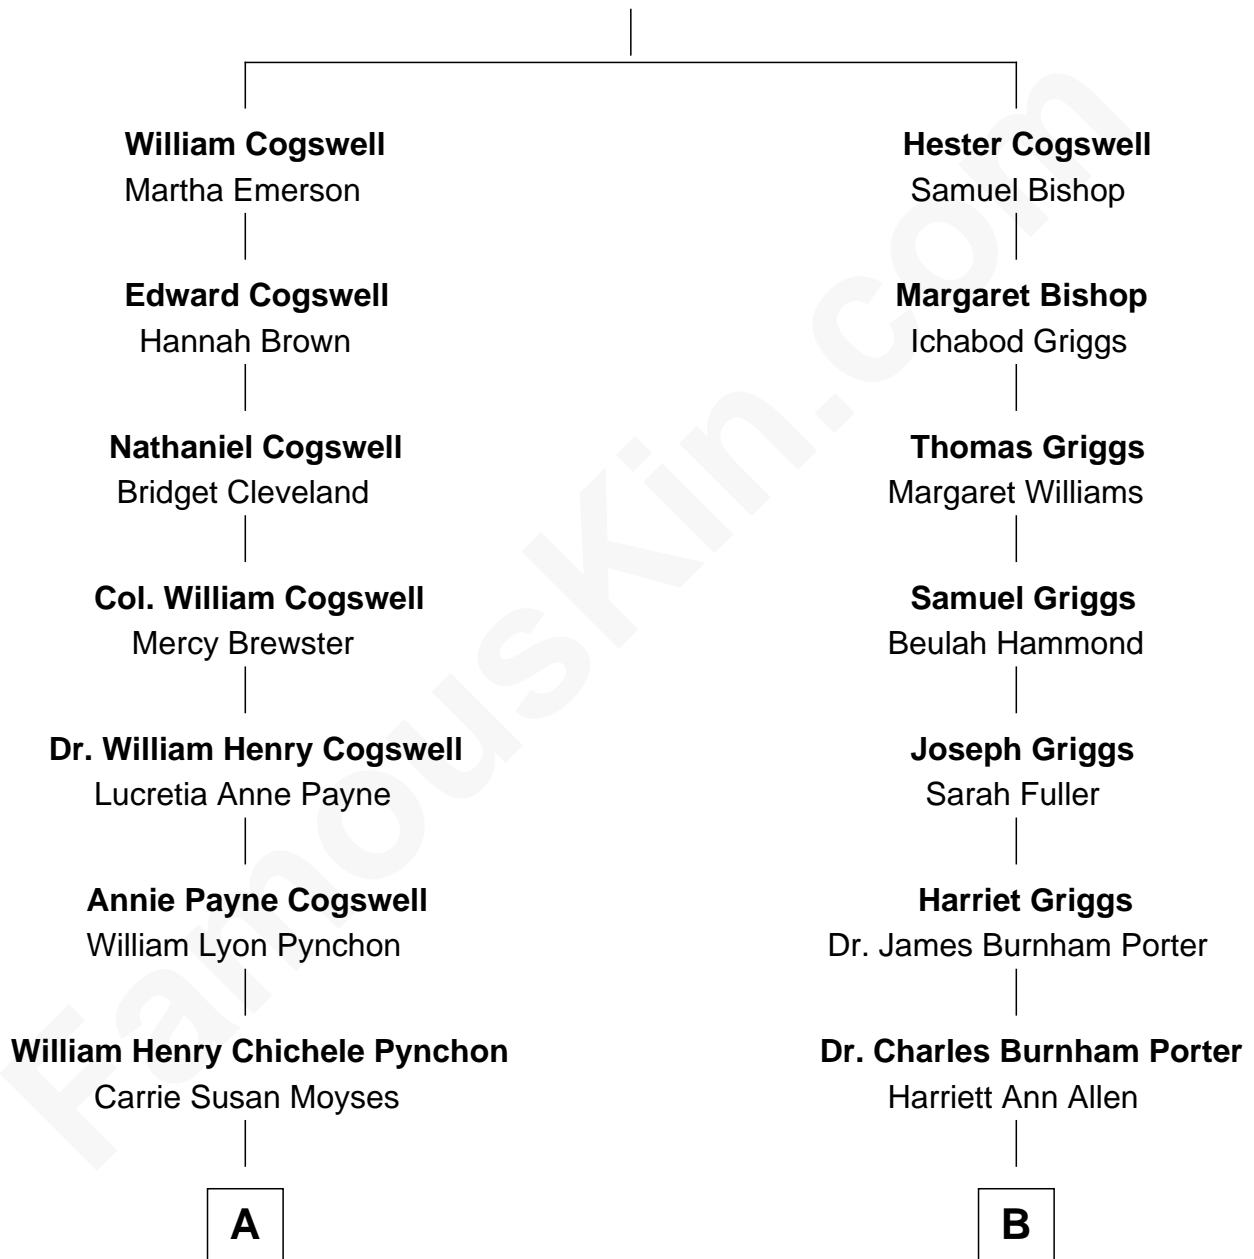 William Cogswell
Martha Emerson
Edward Cogswell
Hannah Brown
Nathaniel Cogswell
Bridget Cleveland
Col. William Cogswell
Mercy Brewster
Dr. William Henry Cogswell
Lucretia Anne Payne
Annie Payne Cogswell
William Lyon Pynchon
William Henry Chichele Pynchon
Carrie Susan Moyses
A
Hester Cogswell
Samuel Bishop
Margaret Bishop
Ichabod Griggs
Thomas Griggs
Margaret Williams
Samuel Griggs
Beulah Hammond
Joseph Griggs
Sarah Fuller
Harriet Griggs
Dr. James Burnham Porter
Dr. Charles Burnham Porter
Harriett Ann Allen
B
FamousKin.com